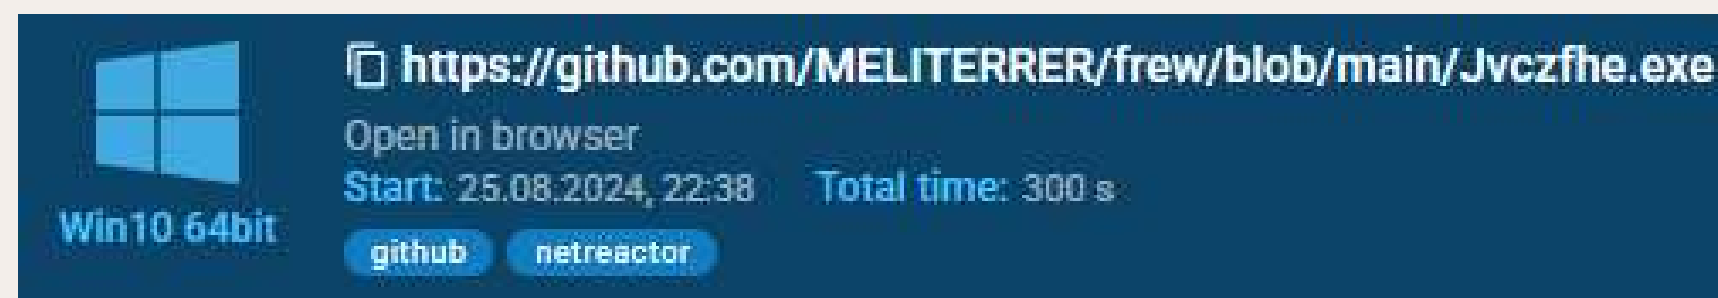 https://github.com/MELITERRER/frew/blob/main/Jvczfhe.exe
Open in browser
Start: 25.08.2024, 22:38 Total time: 300 s
Win10 64bit
github netreactor